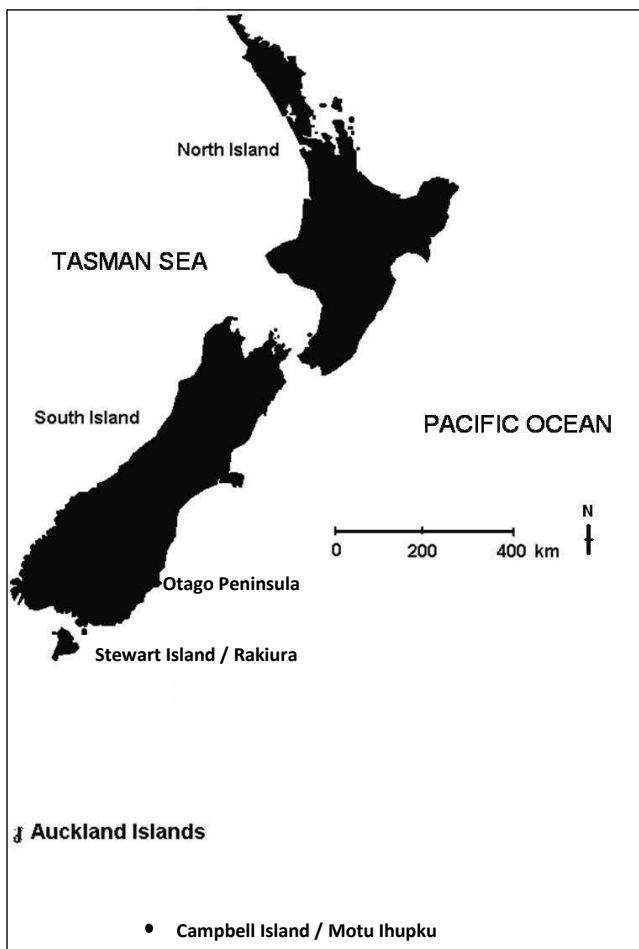 North Island
TASMAN SEA
South Island
PACIFIC OCEAN
N
0 200 400 km
Otago Peninsula
Stewart Island / Rakiura
Auckland Islands
Campbell Island / Motu Ihupku